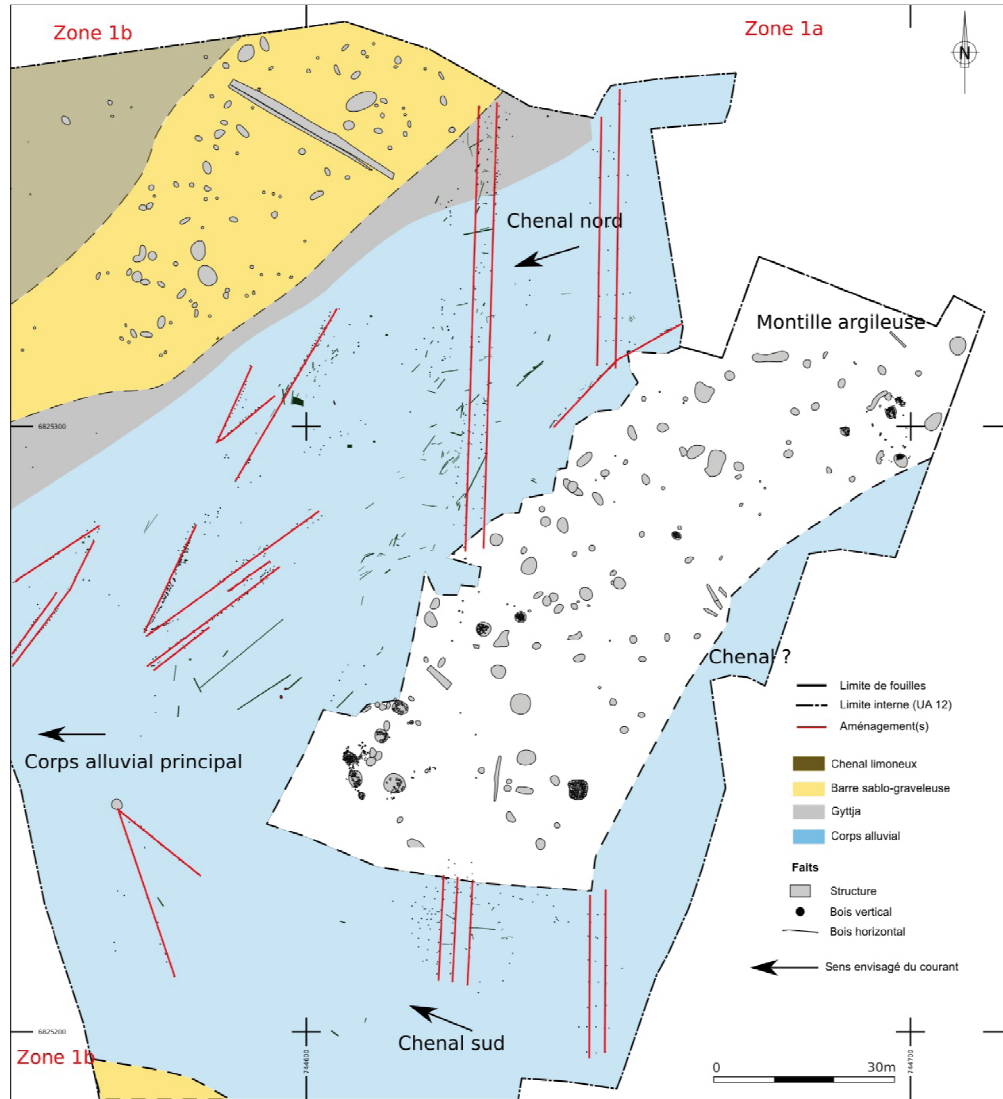 Zone 1b
Zone 1a
N
Chenal nord
Montille argileuse
6825300
Chenal ?
Corps alluvial principal
Limite de fouilles
Limite interne (UA 12)
Aménagement(s)
Chenal limoneux
Barre sablo-graveleuse
Gyttja
Corps alluvial
Faits
Structure
Bois vertical
Bois horizontal
Sens envisagé du courant
6825200
Chenal sud
Zone 1b
744600
744700
0 30m